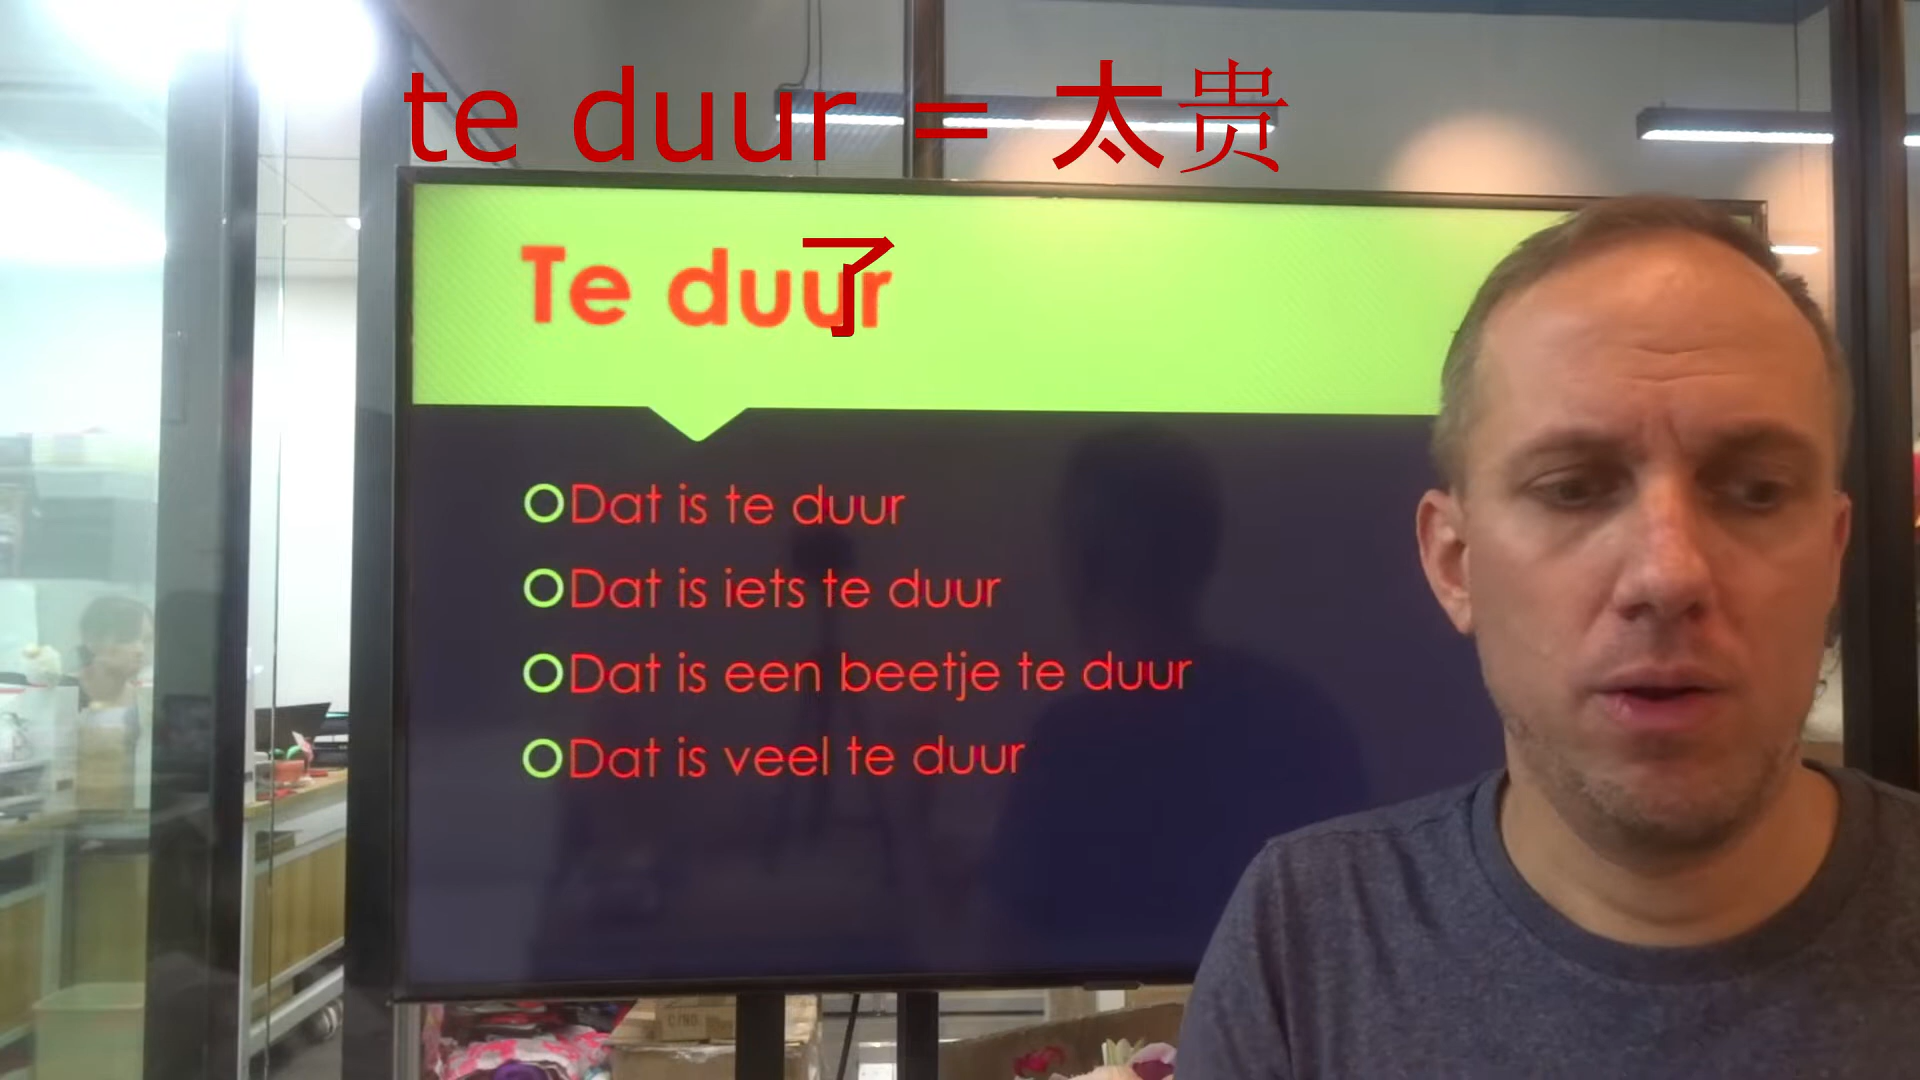 te duur = 太贵
了
Te duur
Dat is te duur
Dat is iets te duur
Dat is een beetje te duur
Dat is veel te duur